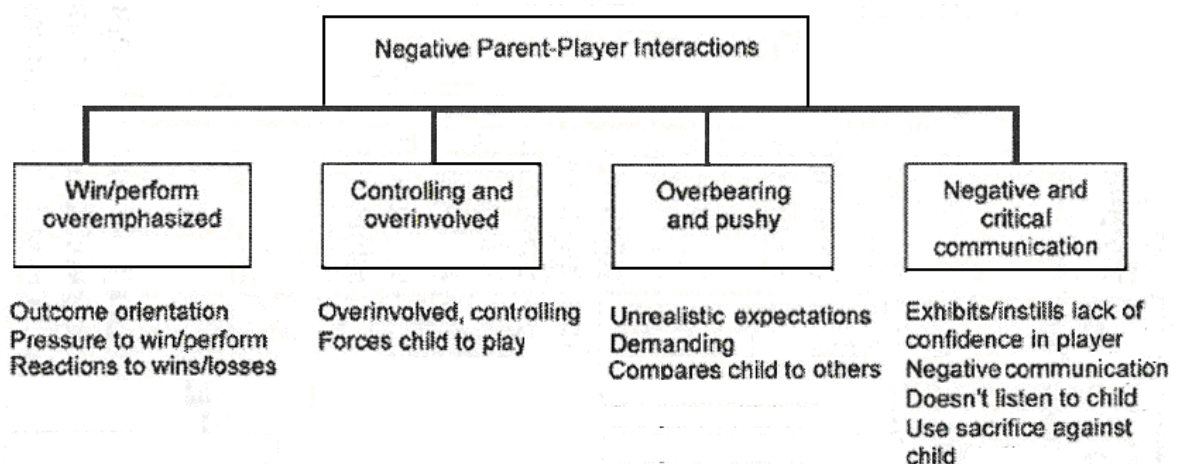 Negative Parent-Player Interactions
Win/perform
overemphasized
Controlling and
overinvolved
Overbearing
and pushy
Negative and
critical
communication
Outcome orientation
Pressure to win/perform
Reactions to wins/losses
Overinvolved, controlling
Forces child to play
Unrealistic expectations
Demanding
Compares child to others
Exhibits/instills lack of
confidence in player
Negative communication
Doesn't listen to child
Use sacrifice against
child